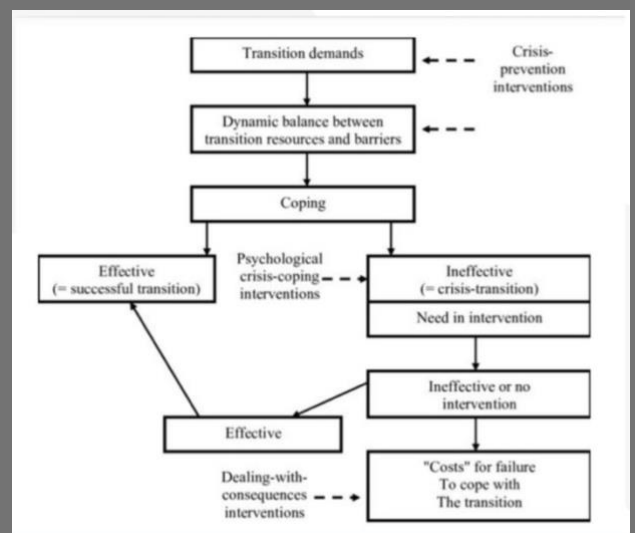 Transition demands
Crisis-
prevention
interventions
Dynamic balance between
transition resources and barriers
Coping
Effective
(= successful transition)
Psychological
crisis-coping
interventions
Ineffective
(= crisis-transition)
Need in intervention
Ineffective or no
intervention
Effective
"Costs" for failure
To cope with
The transition
Dealing-with-
consequences
interventions